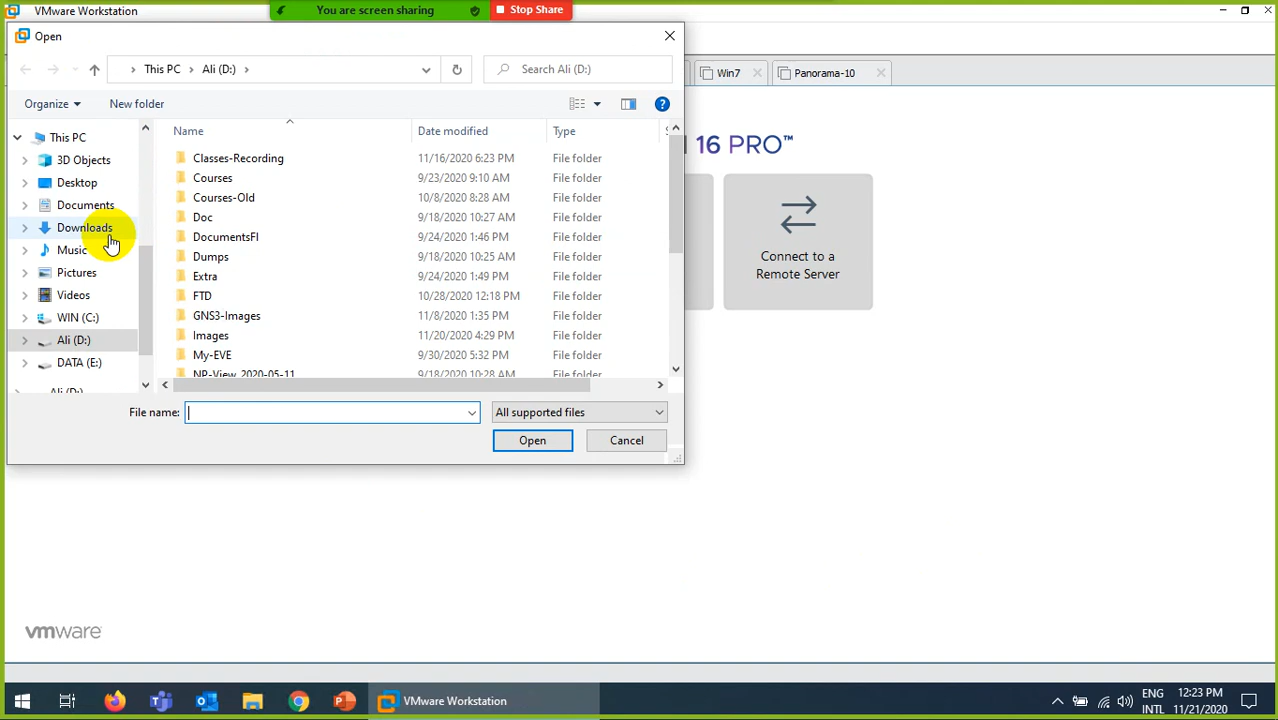 VMware Workstation
You are screen sharing
Stop Share
Open
This PC
Ali (D:)
Search Ali (D:)
Win7
Panorama-10
Organize
New folder
16 PRO™
This PC
3D Objects
Desktop
Documents
Downloads
Music
Pictures
Videos
WIN (C:)
Ali (D:)
DATA (E:)
Ali (D:)
Name Date modified Type
Classes-Recording 11/16/2020 6:23 PM File folder
Courses 9/23/2020 9:10 AM File folder
Courses-Old 10/8/2020 8:28 AM File folder
Doc 9/18/2020 10:27 AM File folder
DocumentsFl 9/24/2020 1:46 PM File folder
Dumps 9/18/2020 10:25 AM File folder
Extra 9/24/2020 1:49 PM File folder
FTD 10/28/2020 12:18 PM File folder
GNS3-Images 11/8/2020 1:35 PM File folder
Images 11/20/2020 4:29 PM File folder
My-EVE 9/30/2020 5:32 PM File folder
NP-View_2020-05-11 9/18/2020 10:28 AM File folder
File name:
All supported files
Open
Cancel
Connect to a
Remote Server
vmware
VMware Workstation
ENG
INTL
12:23 PM
11/21/2020